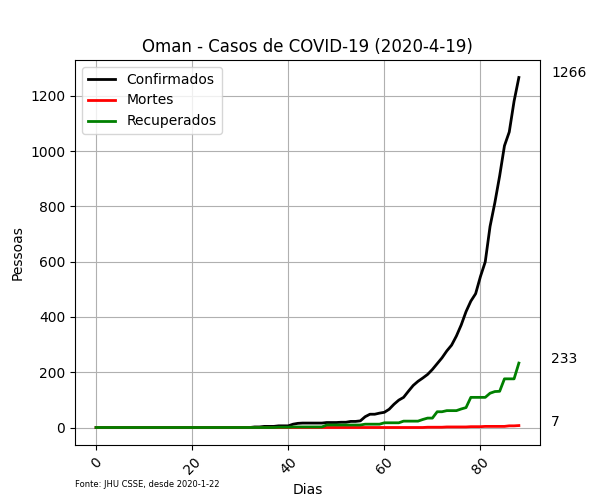 Oman - Casos de COVID-19 (2020-4-19)
Confirmados
Mortes
Recuperados
1266
233
7
Pessoas
1200
1000
800
600
400
200
0
0
20
40
60
80
Dias
Fonte: JHU CSSE, desde 2020-1-22